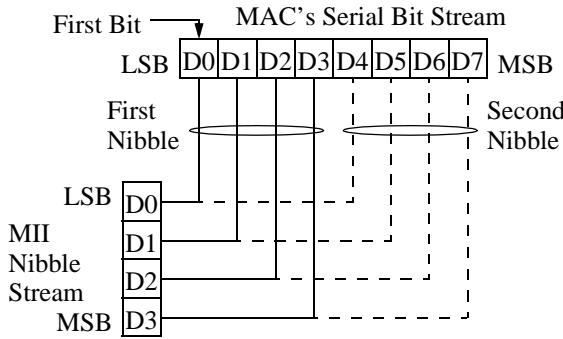 MAC's Serial Bit Stream
First Bit
LSB D0 D1 D2 D3 D4 D5 D6 D7 MSB
First
Nibble
Second
Nibble
LSB D0
MII
Nibble
Stream
D1
D2
MSB D3